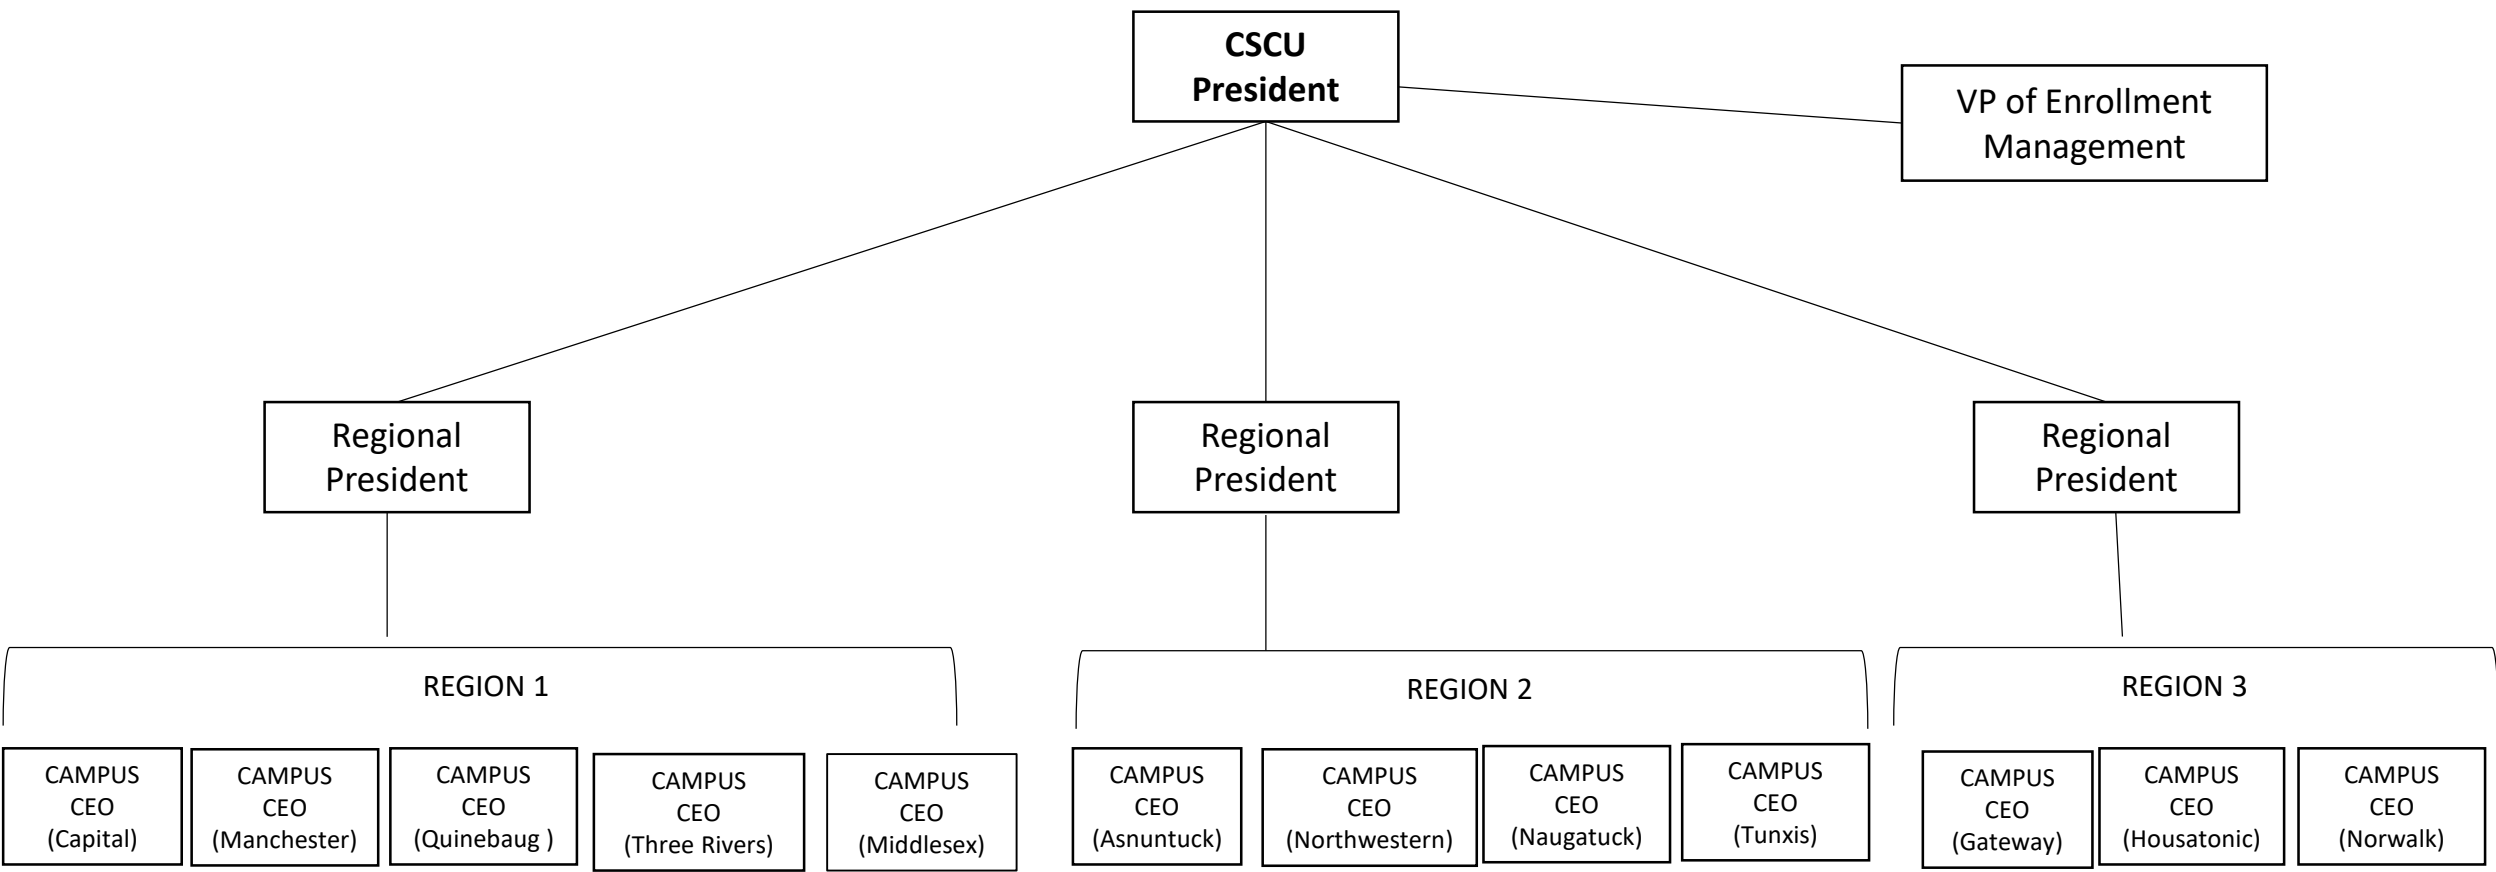 CSCU
President
VP of Enrollment
Management
Regional
President
Regional
President
Regional
President
REGION 1
REGION 2
REGION 3
CAMPUS
CEO
(Capital)
CAMPUS
CEO
(Manchester)
CAMPUS
CEO
(Quinebaug )
CAMPUS
CEO
(Three Rivers)
CAMPUS
CEO
(Middlesex)
CAMPUS
CEO
(Asnuntuck)
CAMPUS
CEO
(Northwestern)
CAMPUS
CEO
(Naugatuck)
CAMPUS
CEO
(Tunxis)
CAMPUS
CEO
(Gateway)
CAMPUS
CEO
(Housatonic)
CAMPUS
CEO
(Norwalk)